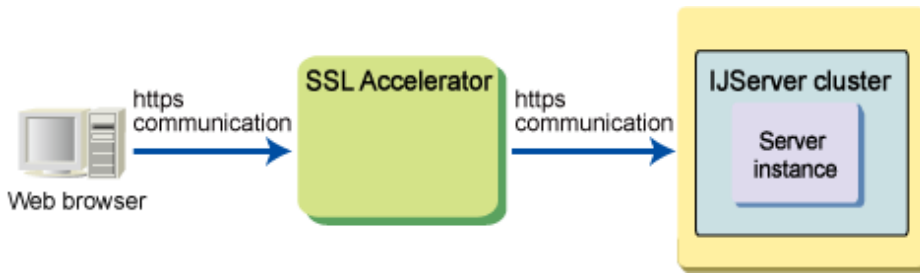 https
communication
Web browser
SSL Accelerator
https
communication
IJServer cluster
Server
instance